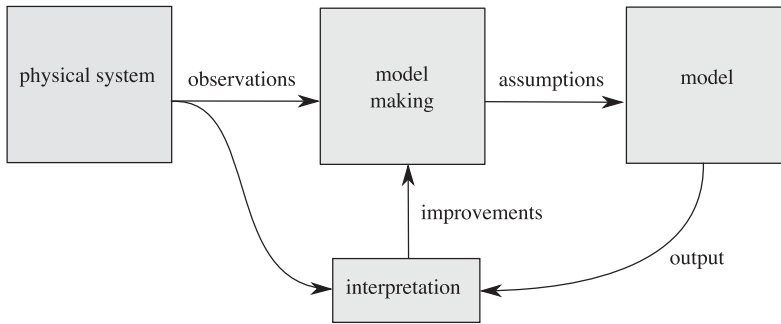 physical system
observations
model
making
assumptions
model
improvements
output
interpretation